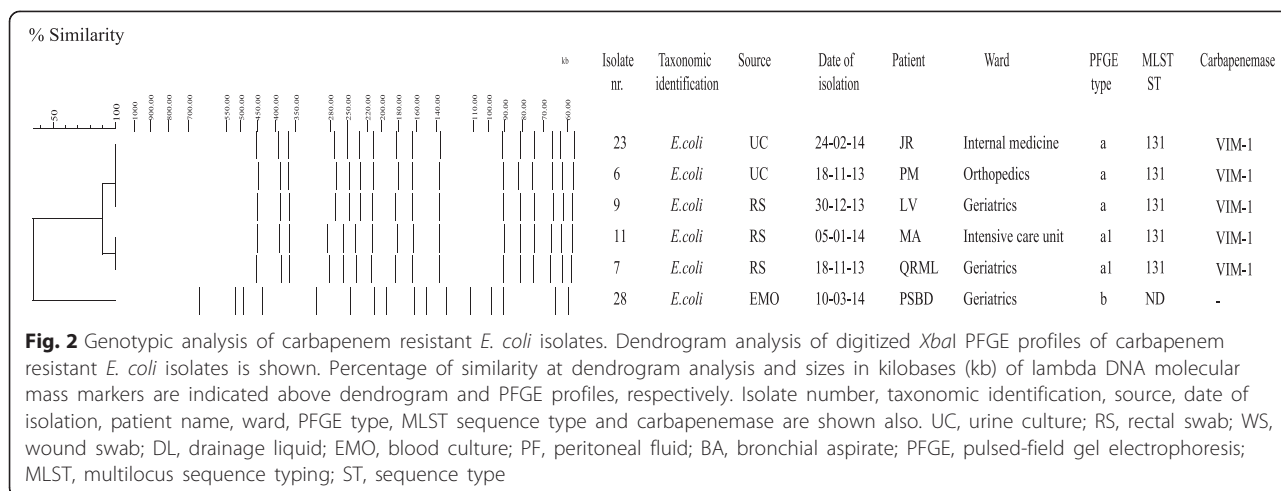 % Similarity
kb Isolate nr. Taxonomic identification Source Date of isolation Patient Ward PFGE type MLST ST Carbapenemase
50 100 1000 900.00 800.00 700.00 550.00 500.00 450.00 400.00 350.00 280.00 250.00 220.00 200.00 180.00 160.00 140.00 110.00 100.00 90.00 80.00 70.00 60.00
23 E.coli UC 24-02-14 JR Internal medicine a 131 VIM-1
6 E.coli UC 18-11-13 PM Orthopedics a 131 VIM-1
9 E.coli RS 30-12-13 LV Geriatrics a 131 VIM-1
11 E.coli RS 05-01-14 MA Intensive care unit a1 131 VIM-1
7 E.coli RS 18-11-13 QRML Geriatrics a1 131 VIM-1
28 E.coli EMO 10-03-14 PSBD Geriatrics b ND -
Fig. 2 Genotypic analysis of carbapenem resistant E. coli isolates. Dendrogram analysis of digitized XbaI PFGE profiles of carbapenem
resistant E. coli isolates is shown. Percentage of similarity at dendrogram analysis and sizes in kilobases (kb) of lambda DNA molecular
mass markers are indicated above dendrogram and PFGE profiles, respectively. Isolate number, taxonomic identification, source, date of
isolation, patient name, ward, PFGE type, MLST sequence type and carbapenemase are shown also. UC, urine culture; RS, rectal swab; WS,
wound swab; DL, drainage liquid; EMO, blood culture; PF, peritoneal fluid; BA, bronchial aspirate; PFGE, pulsed-field gel electrophoresis;
MLST, multilocus sequence typing; ST, sequence type